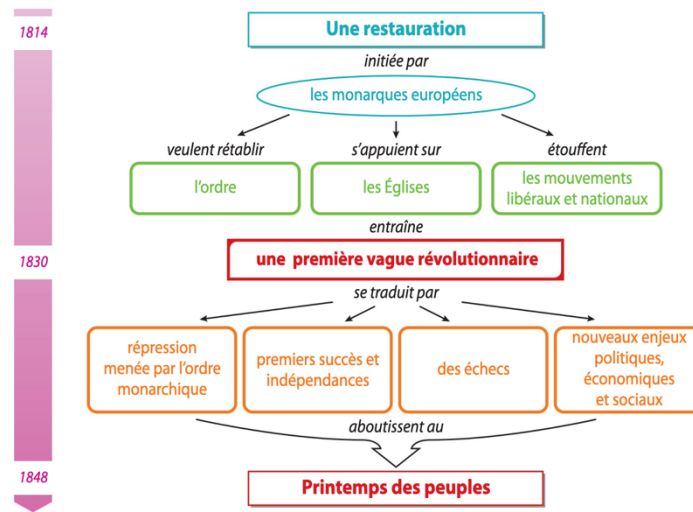 1814
Une restauration
initiée par
les monarques européens
veulent rétablir
s'appuient sur
étouffent
l'ordre
les Églises
les mouvements
libéraux et nationaux
entraîne
1830
une première vague révolutionnaire
se traduit par
répression
menée par l'ordre
monarchique
premiers succès et
indépendances
des échecs
nouveaux enjeux
politiques,
économiques
et sociaux
aboutissent au
1848
Printemps des peuples